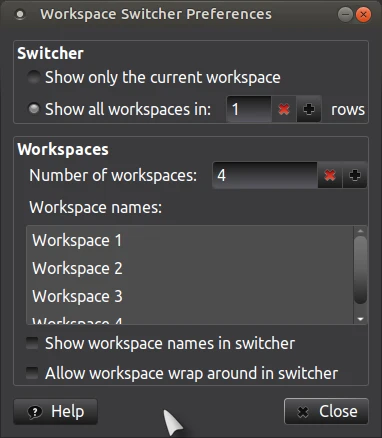 Workspace Switcher Preferences
Switcher
Show only the current workspace
Show all workspaces in: 1 rows
Workspaces
Number of workspaces: 4
Workspace names:
Workspace 1
Workspace 2
Workspace 3
Workspace 4
Show workspace names in switcher
Allow workspace wrap around in switcher
Help Close